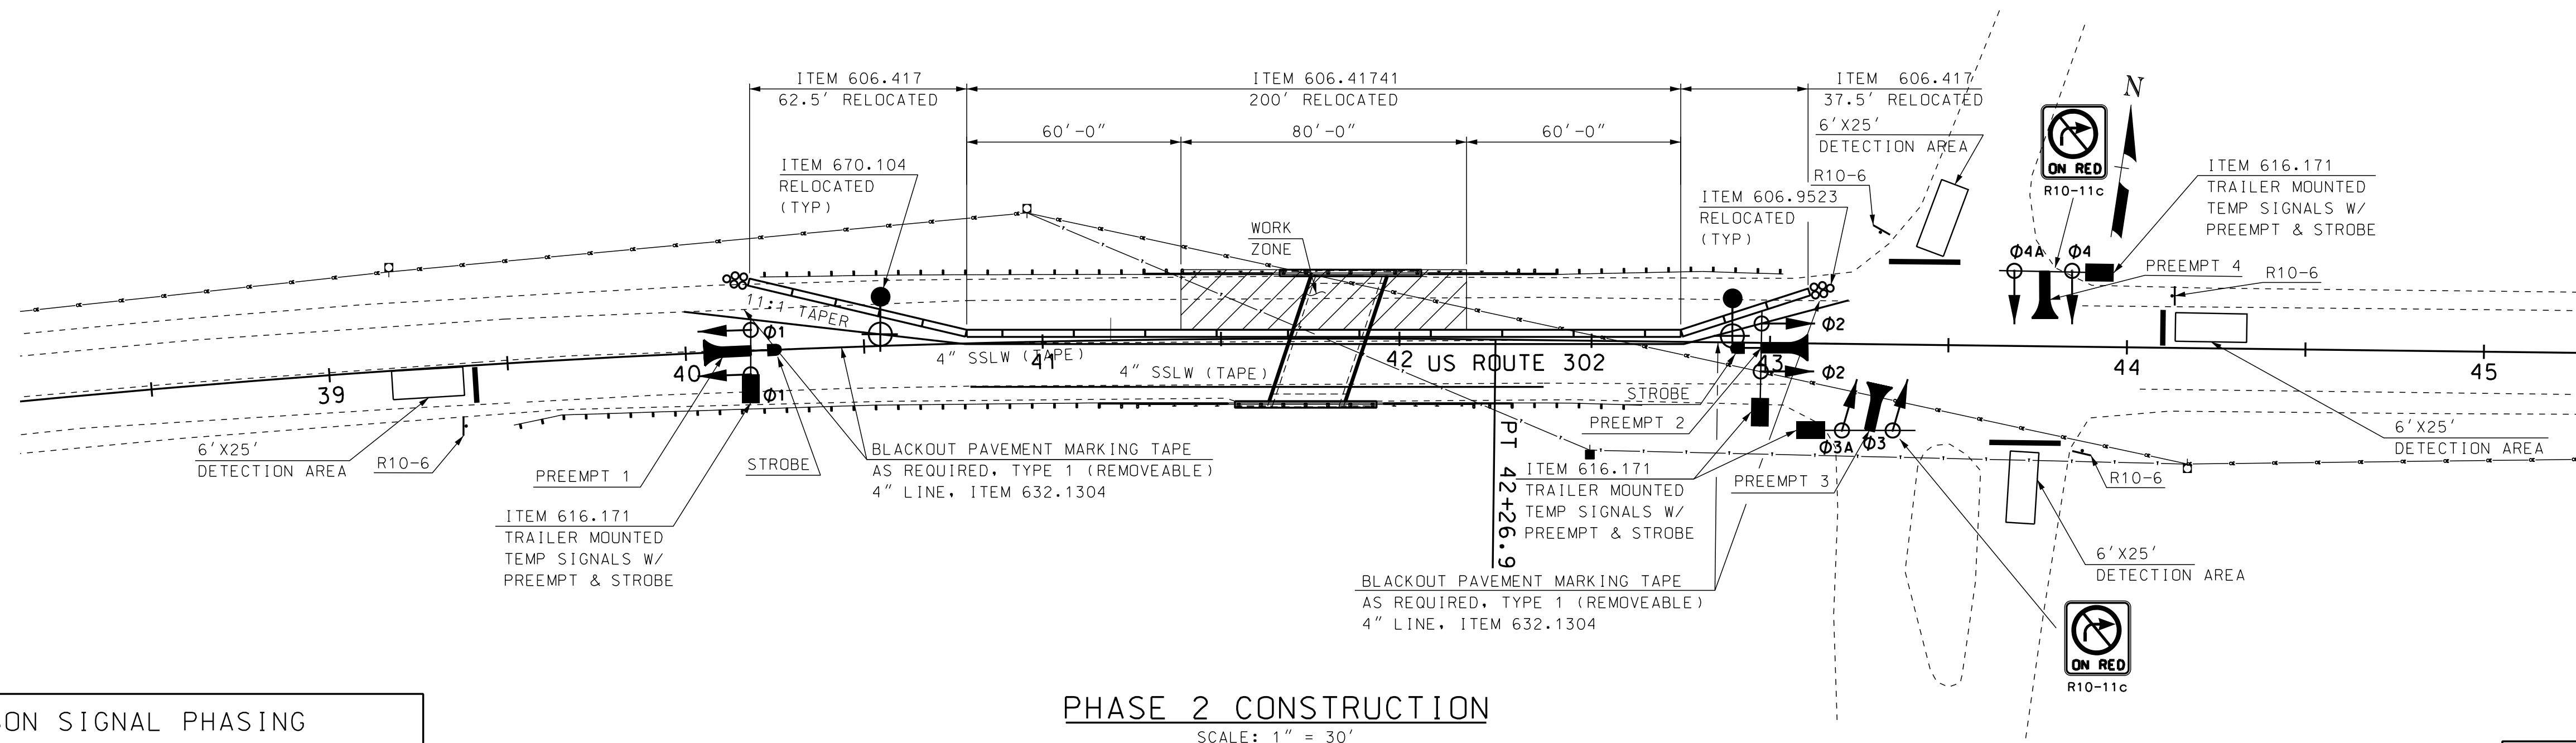 ITEM 606.417
62.5' RELOCATED
ITEM 606.41741
200' RELOCATED
ITEM 606.417
37.5' RELOCATED
60'-0"
80'-0"
60'-0"
6'X25'
DETECTION AREA
N
ON RED
R10-11c
ITEM 670.104
RELOCATED
(TYP)
R10-6
ITEM 616.171
TRAILER MOUNTED
TEMP SIGNALS W/
PREEMPT & STROBE
ITEM 606.9523
RELOCATED
(TYP)
WORK
ZONE
Φ4A
Φ4
PREEMPT 4
R10-6
11:1 TAPER
Φ1
Φ2
4" SSLW (TAPE)
4" SSLW (TAPE)
39
40
41
42
US ROUTE 302
43
44
45
Φ1
Φ2
STROBE
PREEMPT 2
Φ3A
Φ3
6'X25'
DETECTION AREA
R10-6
PREEMPT 1
STROBE
BLACKOUT PAVEMENT MARKING TAPE
AS REQUIRED, TYPE 1 (REMOVEABLE)
4" LINE, ITEM 632.1304
PT 42+26.9
ITEM 616.171
TRAILER MOUNTED
TEMP SIGNALS W/
PREEMPT & STROBE
PREEMPT 3
R10-6
6'X25'
DETECTION AREA
ITEM 616.171
TRAILER MOUNTED
TEMP SIGNALS W/
PREEMPT & STROBE
6'X25'
DETECTION AREA
BLACKOUT PAVEMENT MARKING TAPE
AS REQUIRED, TYPE 1 (REMOVEABLE)
4" LINE, ITEM 632.1304
ON RED
R10-11c
ON SIGNAL PHASING
PHASE 2 CONSTRUCTION
SCALE: 1" = 30'